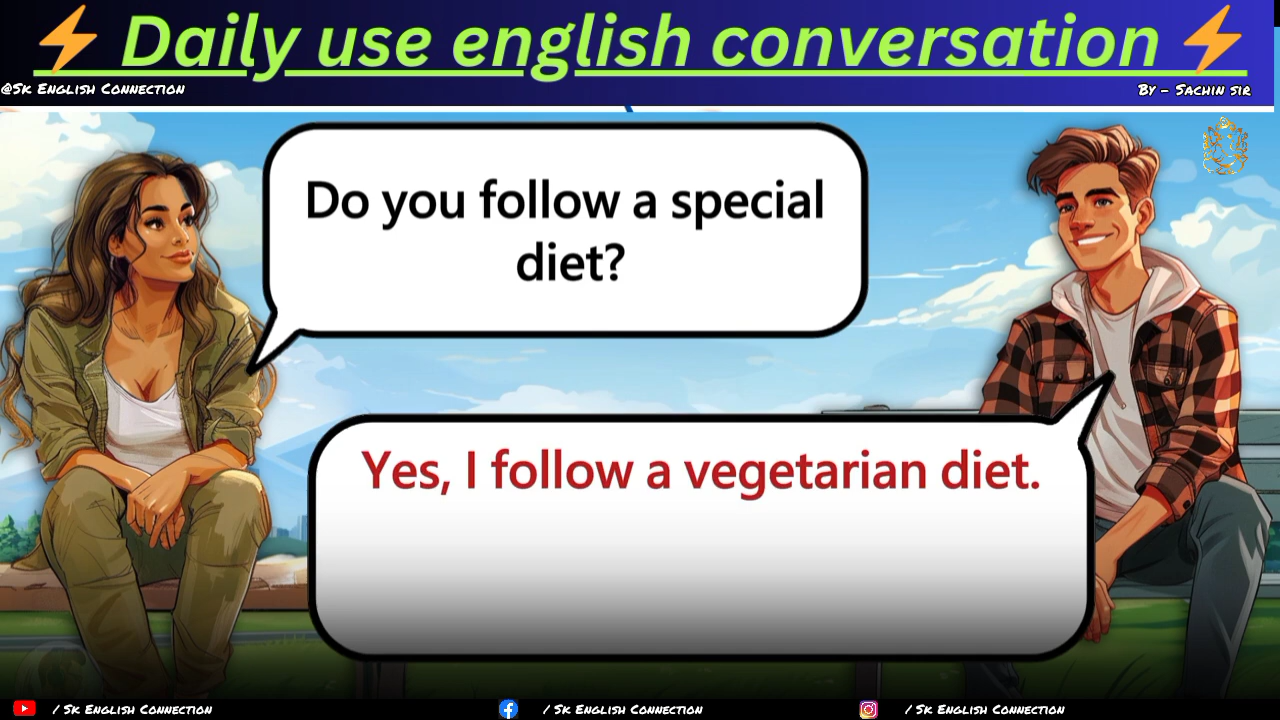 ⚡ Daily use english conversation ⚡
@Sk English Connection
By - Sachin sir
Do you follow a special
diet?
Yes, I follow a vegetarian diet.
/ Sk English Connection
/ Sk English Connection
/ Sk English Connection